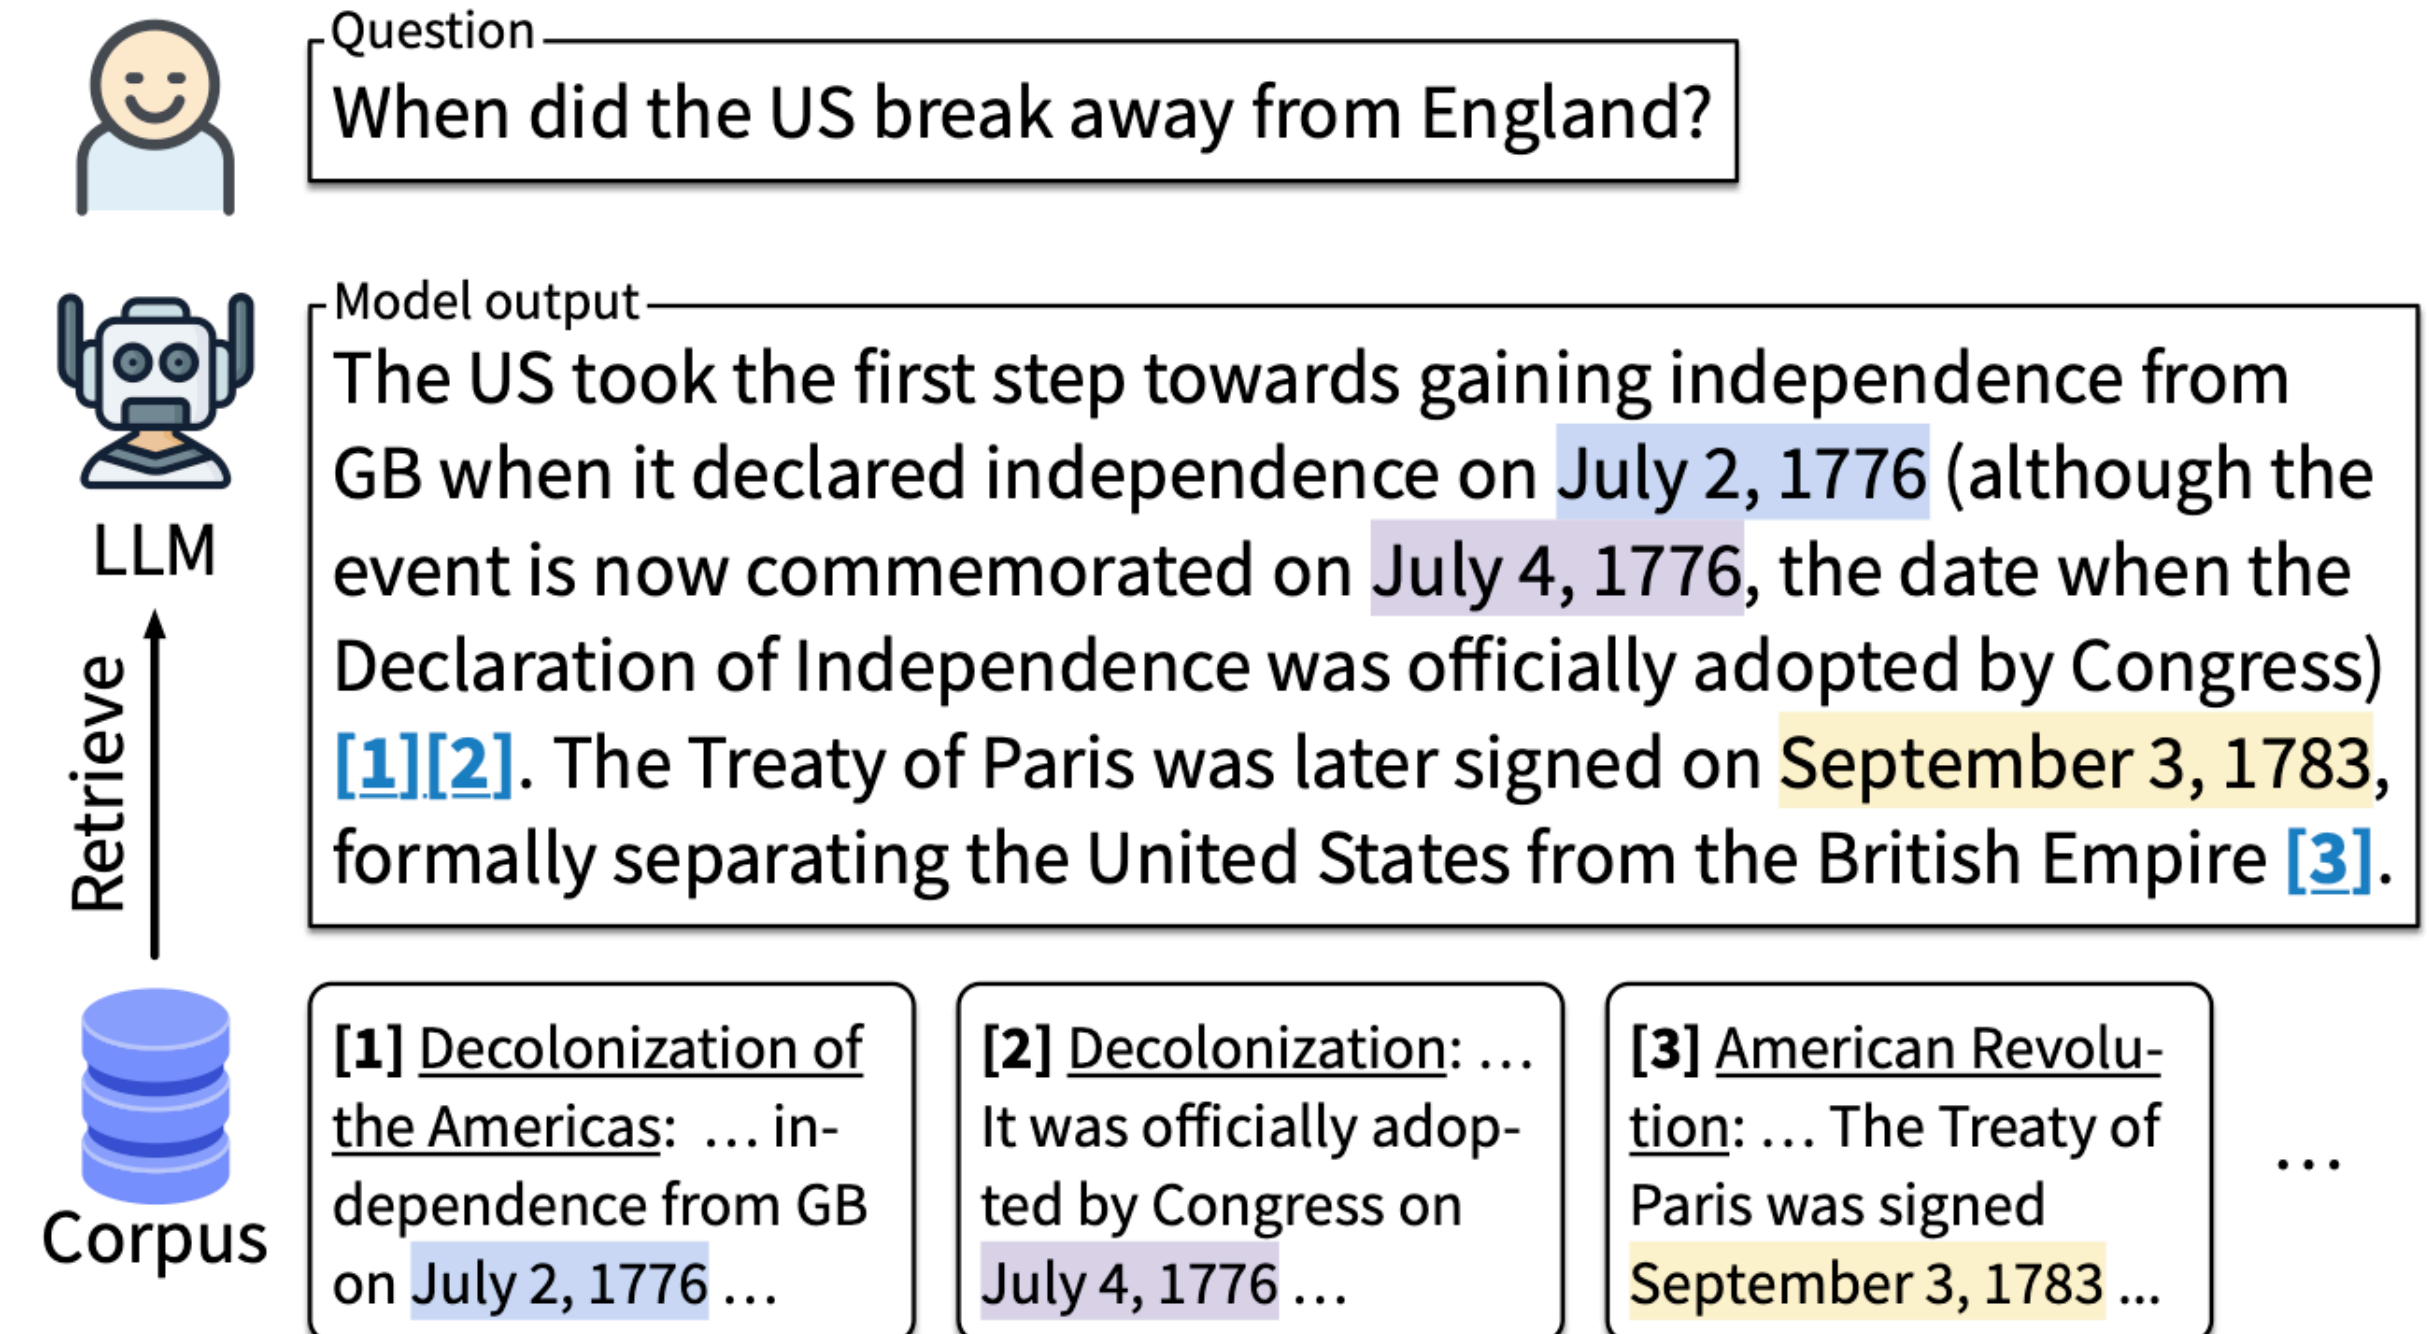 Question
When did the US break away from England?
Model output
The US took the first step towards gaining independence from
GB when it declared independence on July 2, 1776 (although the
event is now commemorated on July 4, 1776, the date when the
Declaration of Independence was officially adopted by Congress)
[1][2]. The Treaty of Paris was later signed on September 3, 1783,
formally separating the United States from the British Empire [3].
LLM
Retrieve
Corpus
[1] Decolonization of
the Americas: … in-
dependence from GB
on July 2, 1776 …
[2] Decolonization: …
It was officially adop-
ted by Congress on
July 4, 1776 …
[3] American Revolu-
tion: … The Treaty of
Paris was signed
September 3, 1783 ...
…